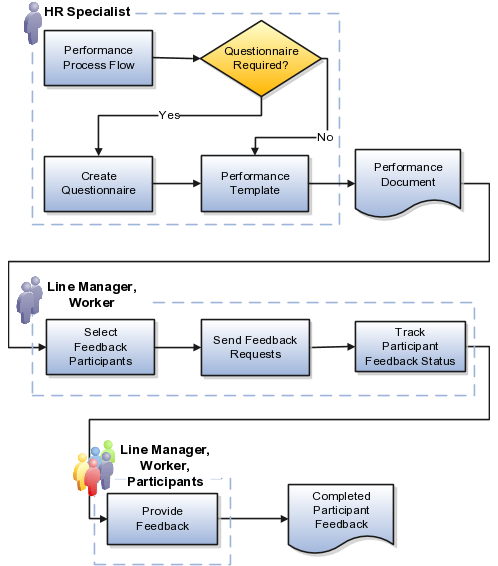 HR Specialist
Performance
Process Flow
Questionnaire
Required?
Yes
No
Create
Questionnaire
Performance
Template
Performance
Document
Line Manager,
Worker
Select
Feedback
Participants
Send Feedback
Requests
Track
Participant
Feedback Status
Line Manager,
Worker,
Participants
Provide
Feedback
Completed
Participant
Feedback